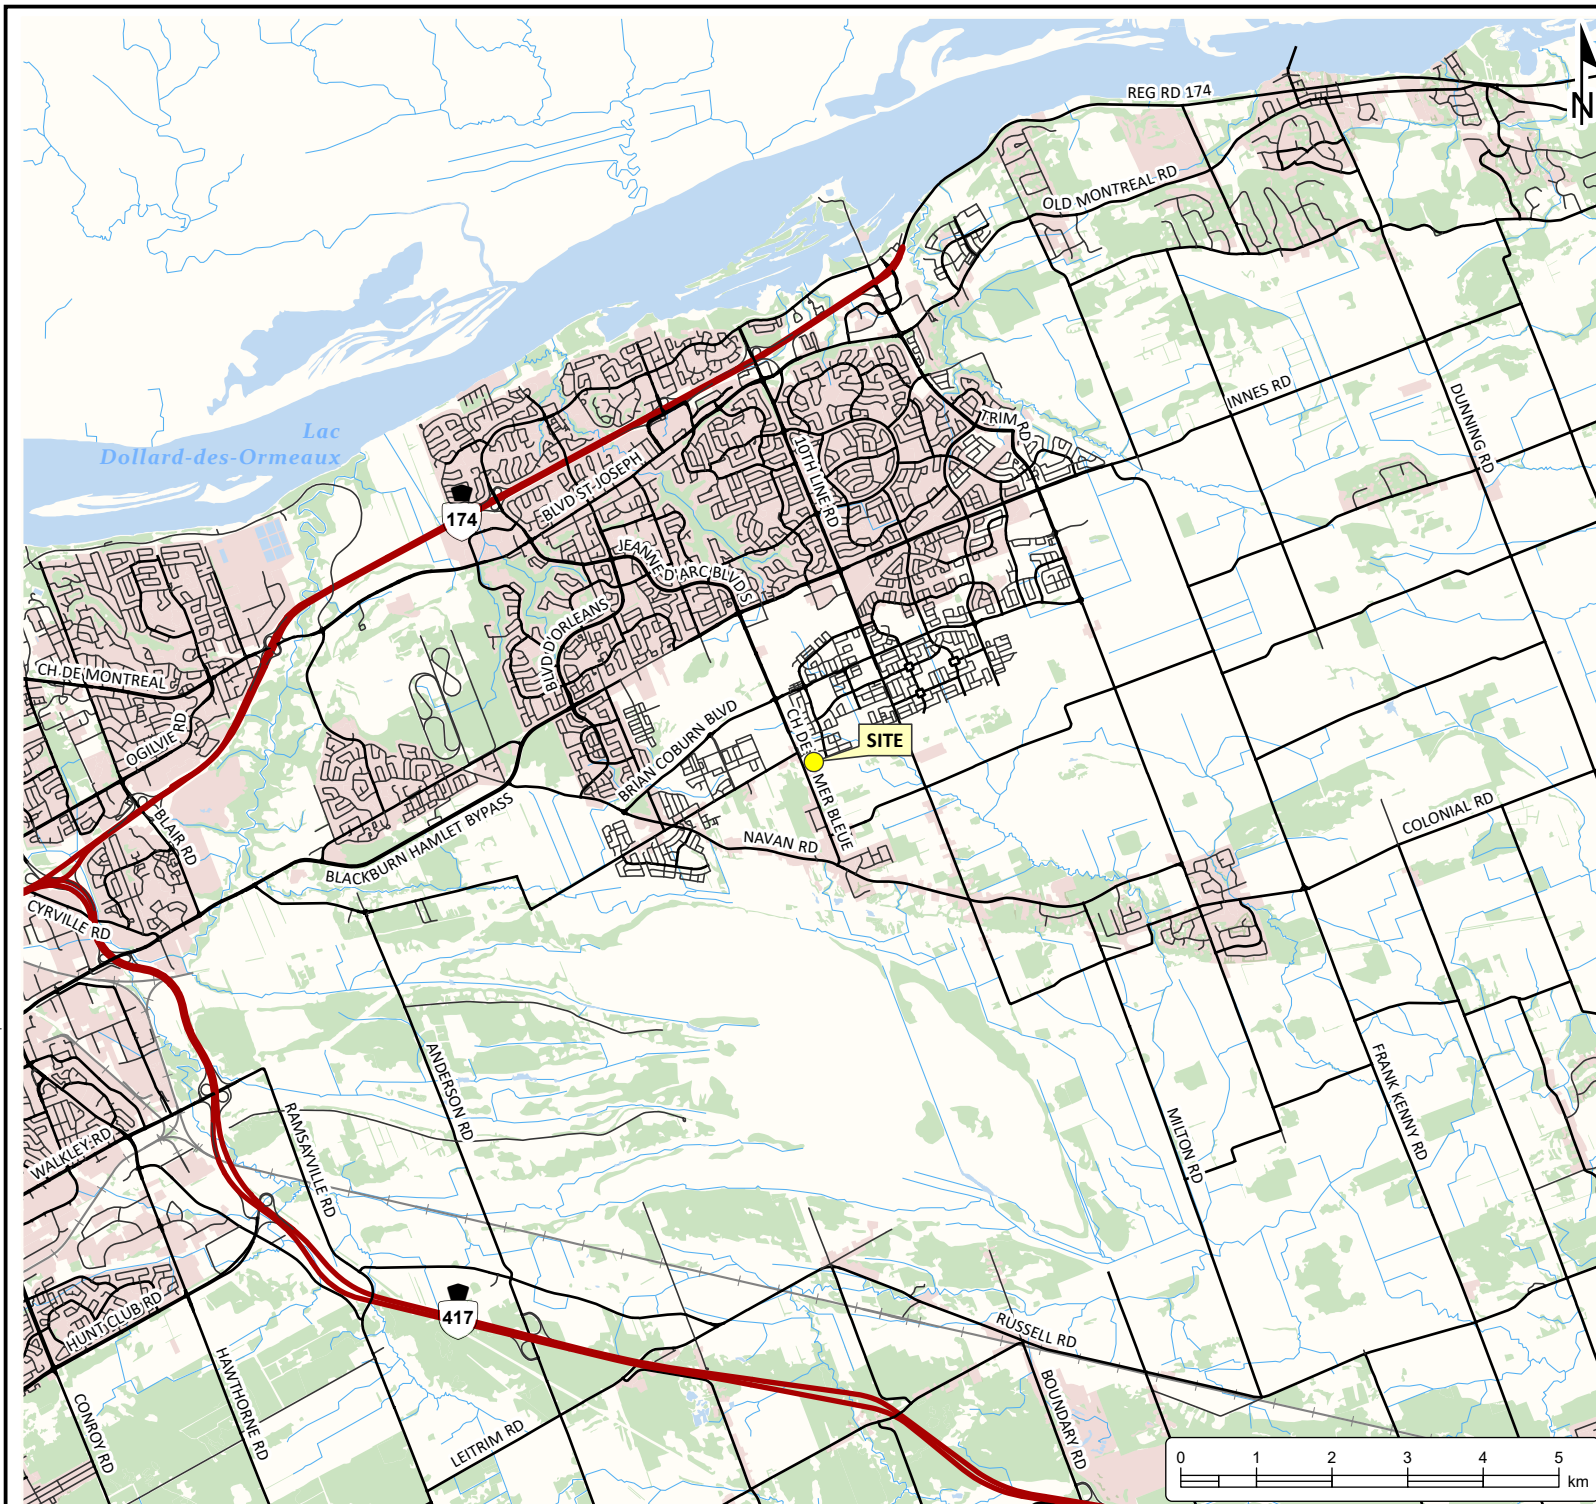 REG RD 174
N
OLD MONTREAL RD
INNES RD
DUNNING RD
TRIM RD
Lac
Dollard-des-Ormeaux
10TH LINE RD
BLVD ST-JOSEPH
174
JEANNE-D'ARC BLVD S
BLVD D'ORLEANS
CH DE MONTREAL
OGILVIE RD
BRIAN COBURN BLVD
CH DE MER BLEUE
SITE
BLAIR RD
BLACKBURN HAMLET BYPASS
NAVAN RD
COLONIAL RD
CYRVILLE RD
ANDERSON RD
FRANK KENNY RD
RAMSAYVILLE RD
WALKLEY RD
MILTON RD
HUNT CLUB RD
417
RUSSELL RD
HAWTHORNE RD
CONROY RD
BOUNDARY RD
LEITRIM RD
0 1 2 3 4 5
km